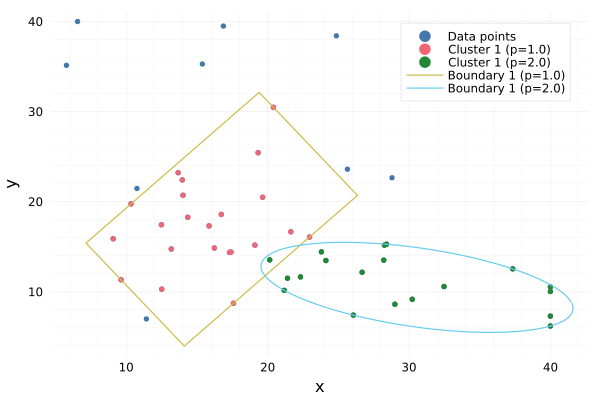 40
30
20
10
y
10
20
30
40
x
Data points
Cluster 1 (p=1.0)
Cluster 1 (p=2.0)
Boundary 1 (p=1.0)
Boundary 1 (p=2.0)